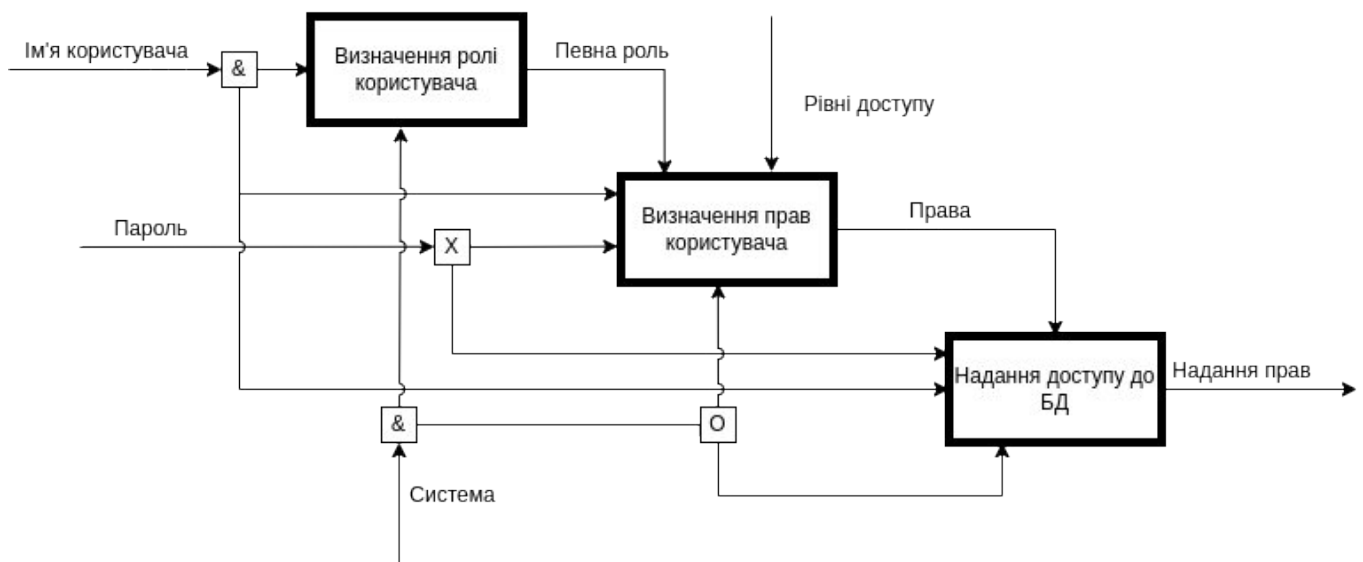 Ім'я користувача
&
Визначення ролі
користувача
Певна роль
Рівні доступу
Пароль
X
Визначення прав
користувача
Права
Надання доступу до
БД
Надання прав
&
O
Система